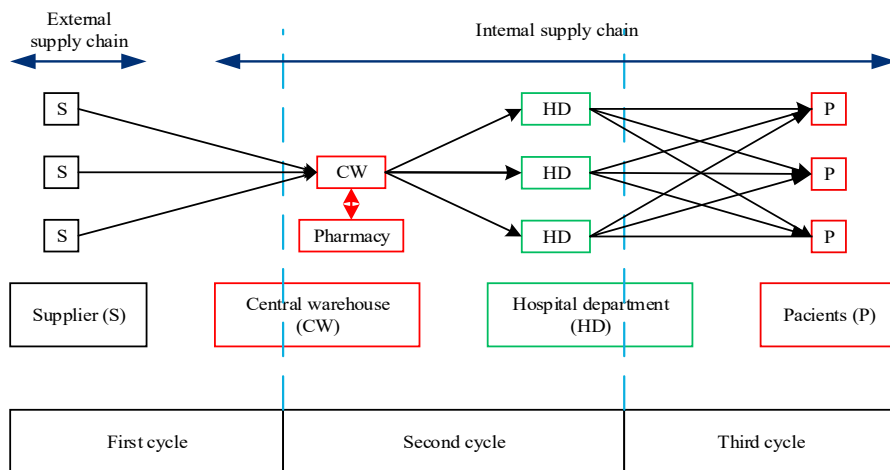 External
supply chain
Internal supply chain
S
HD
P
S
CW
HD
P
S
Pharmacy
HD
P
Supplier (S)
Central warehouse
(CW)
Hospital department
(HD)
Pacients (P)
First cycle
Second cycle
Third cycle